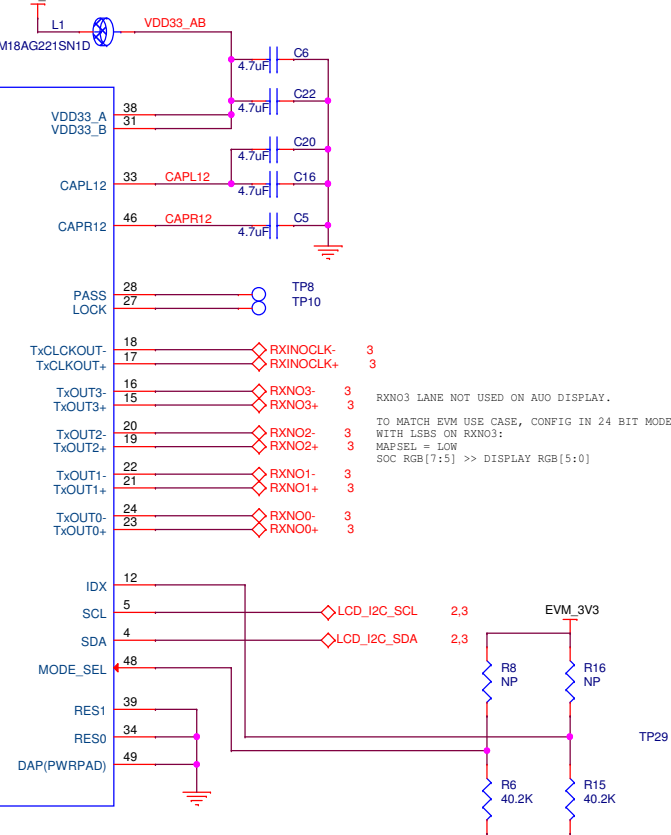 L1
VDD33_AB
M18AG221SN1D
C6
4.7uF
C22
4.7uF
38
VDD33_A
31
VDD33_B
C20
4.7uF
33
CAPL12
CAPL12
C16
4.7uF
46
CAPR12
CAPR12
C5
4.7uF
28
PASS
TP8
27
LOCK
TP10
18
TxCLCKOUT-
RXINOCLK-
3
17
TxCLKOUT+
RXINOCLK+
3
16
TxOUT3-
RXNO3-
3
15
TxOUT3+
RXNO3+
3
RXNO3 LANE NOT USED ON AUO DISPLAY.
TO MATCH EVM USE CASE, CONFIG IN 24 BIT MODE
WITH LSBS ON RXNO3:
MAPSEL = LOW
SOC RGB[7:5] >> DISPLAY RGB[5:0]
20
TxOUT2-
RXNO2-
3
19
TxOUT2+
RXNO2+
3
22
TxOUT1-
RXNO1-
3
21
TxOUT1+
RXNO1+
3
24
TxOUT0-
RXNO0-
3
23
TxOUT0+
RXNO0+
3
12
IDX
5
SCL
LCD_I2C_SCL
2,3
EVM_3V3
4
SDA
LCD_I2C_SDA
2,3
48
MODE_SEL
R8
NP
R16
NP
39
RES1
34
RES0
TP29
49
DAP(PWRPAD)
R6
40.2K
R15
40.2K